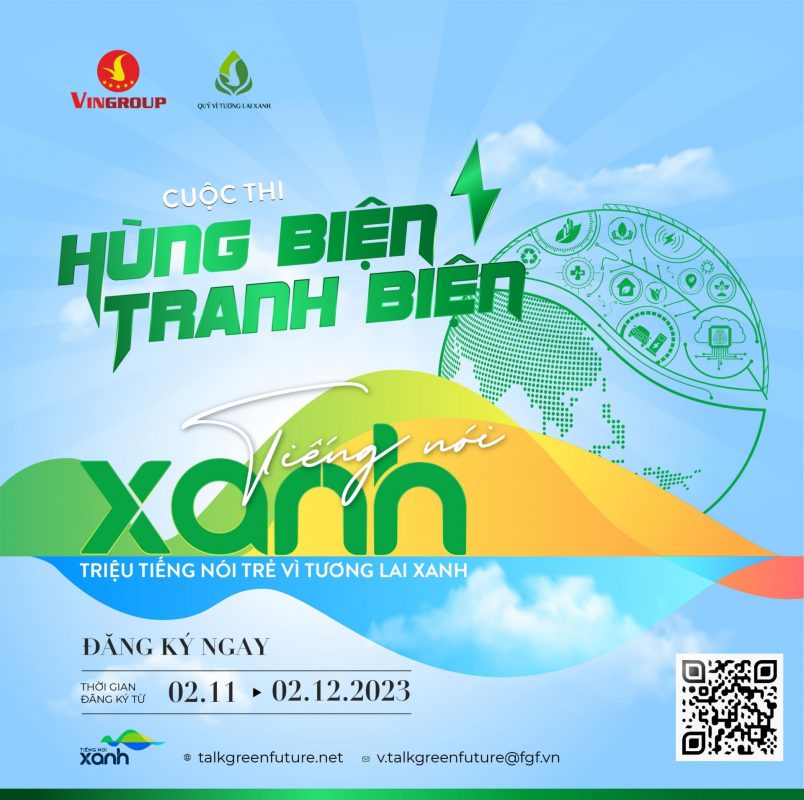 VINGROUP
QUỸ VÌ TƯƠNG LAI XANH
CUỘC THI
HÙNG BIỆN
TRANH BIỆN
Tiếng nói
xanh
TRIỆU TIẾNG NÓI TRẺ VÌ TƯƠNG LAI XANH
ĐĂNG KÝ NGAY
THỜI GIAN
ĐĂNG KÝ TỪ
02.11 ▸ 02.12.2023
TIẾNG NÓI
xanh
talkgreenfuture.net
v.talkgreenfuture@fgf.vn